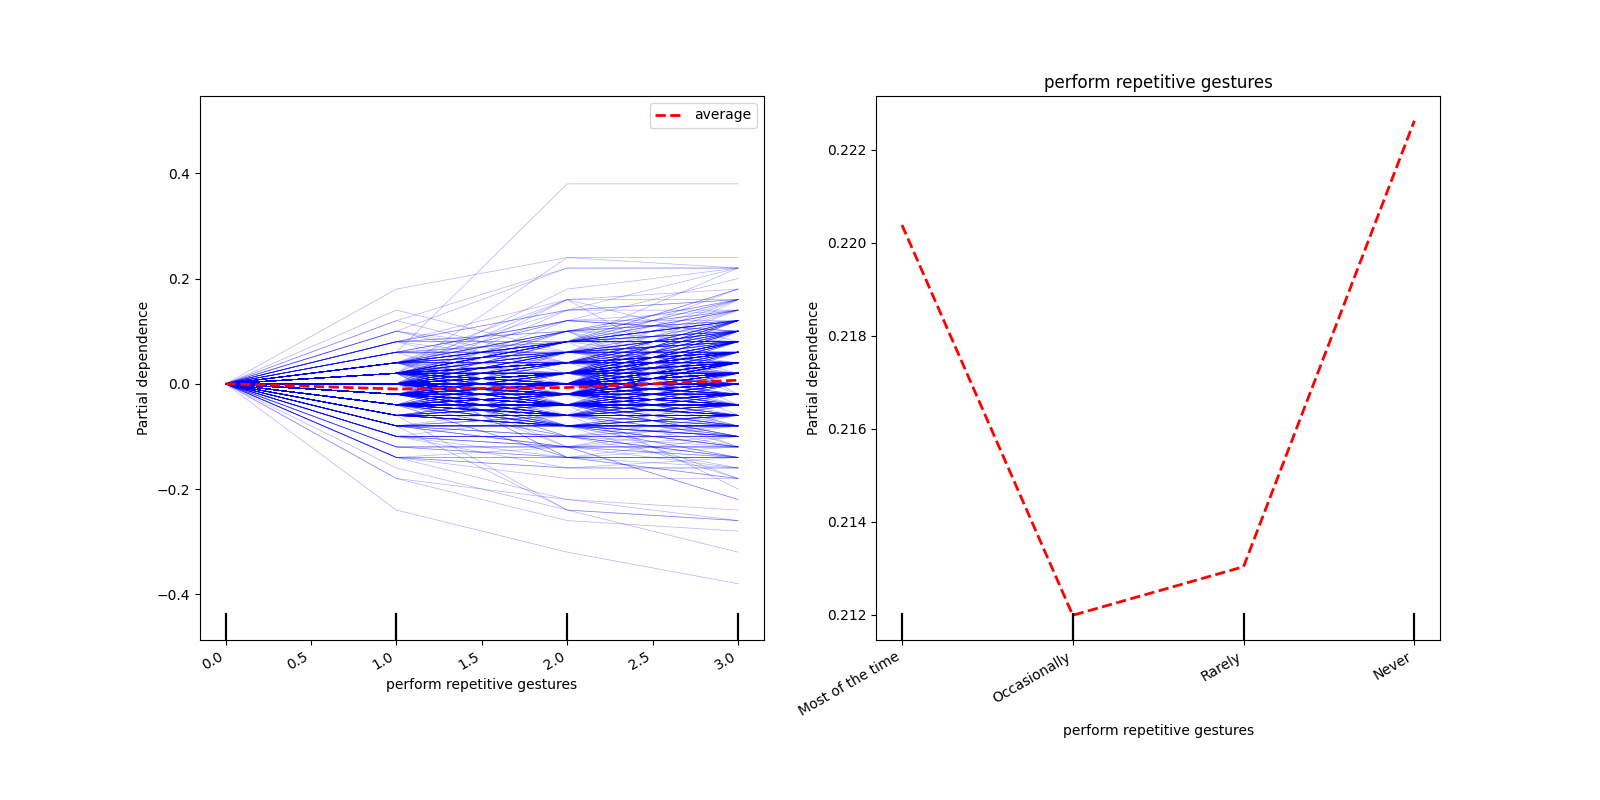 average
Partial dependence
0.4
0.2
0.0
−0.2
−0.4
0.0
0.5
1.0
1.5
2.0
2.5
3.0
perform repetitive gestures
perform repetitive gestures
Partial dependence
0.222
0.220
0.218
0.216
0.214
0.212
Most of the time
Occasionally
Rarely
Never
perform repetitive gestures